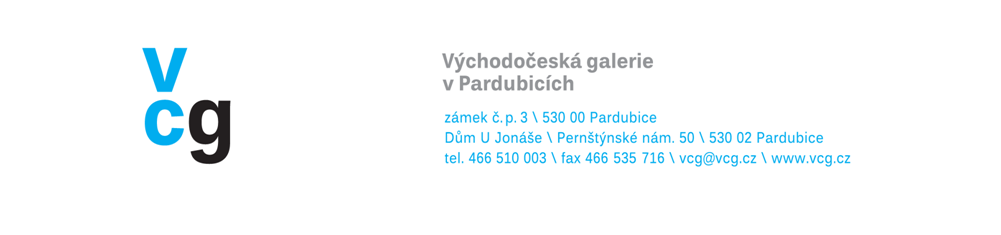 v
cg
Východočeská galerie
v Pardubicích
zámek č. p. 3 \ 530 00 Pardubice
Dům U Jonáše \ Pernštýnské nám. 50 \ 530 02 Pardubice
tel. 466 510 003 \ fax 466 535 716 \ vcg@vcg.cz \ www.vcg.cz